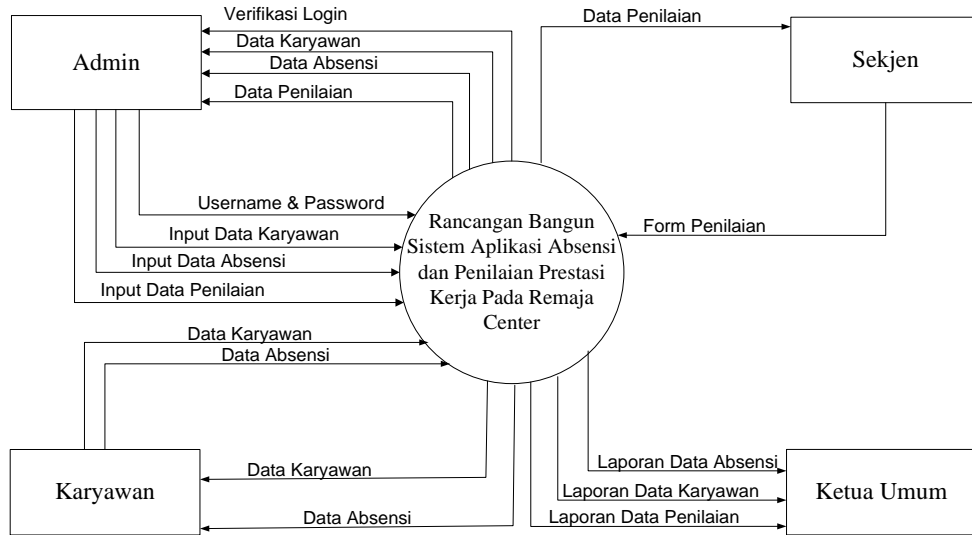 Verifikasi Login
Data Karyawan
Data Absensi
Data Penilaian
Admin
Data Penilaian
Sekjen
Username & Password
Input Data Karyawan
Input Data Absensi
Input Data Penilaian
Rancangan Bangun
Sistem Aplikasi Absensi
dan Penilaian Prestasi
Kerja Pada Remaja
Center
Form Penilaian
Data Karyawan
Data Absensi
Karyawan
Data Karyawan
Data Absensi
Laporan Data Absensi
Laporan Data Karyawan
Laporan Data Penilaian
Ketua Umum